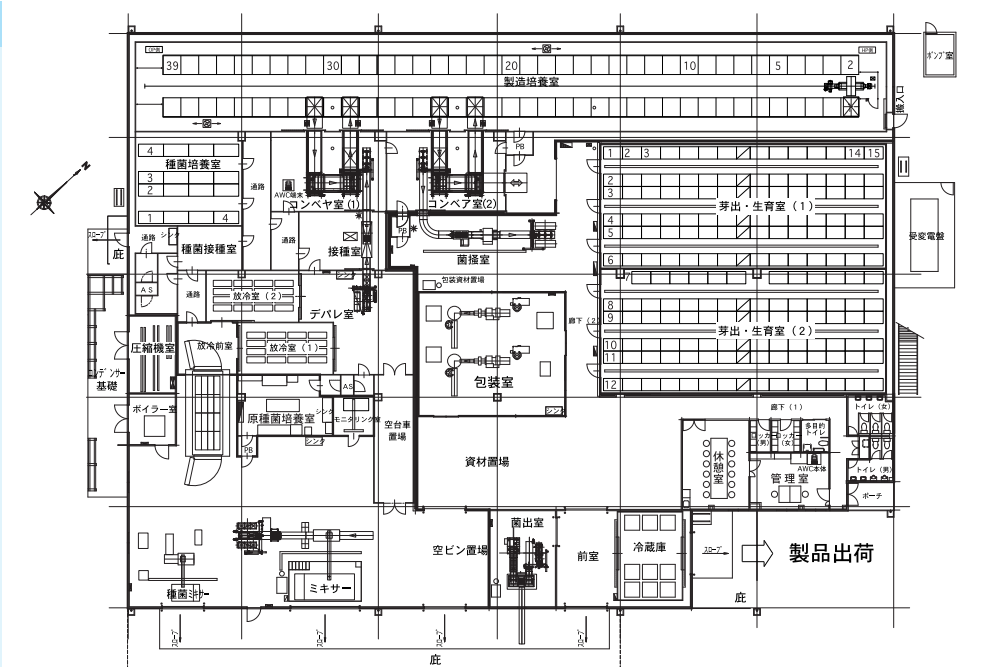 OP側
HP側
ポンプ室
39
30
20
10
5
2
製造培養室
搬入口
N
4
種菌培養室
3
2
1
4
通路
AWC端末
コンベヤ室(1)
コンベア室(2)
PB
1
2
3
14
15
2
3
芽出・生育室(1)
4
5
6
受変電盤
スロープ
庇
通路
シンク
種菌接種室
通路
接種室
PB
菌掻室
シンク
AS
通路
放冷室(2)
デバレ室
包装資材置場
7
8
9
芽出・生育室(2)
10
11
12
廊下(2)
コンデンサー
基礎
圧縮機室
放冷前室
放冷室(1)
包装室
シンク
AS
ボイラー室
原種菌培養室
シンク
モニタリング室
シンク
PB
空台車
置場
資材置場
廊下(1)
トイレ(女)
ロッカー
(男)
ロッカー
(女)
多目的
トイレ
休憩室
AWC本体
管理室
トイレ(男)
ポーチ
種菌ミキサー
ミキサー
空ビン置場
菌出室
前室
冷蔵庫
スロープ
製品出荷
庇
スロープ
スロープ
スロープ
スロープ
庇